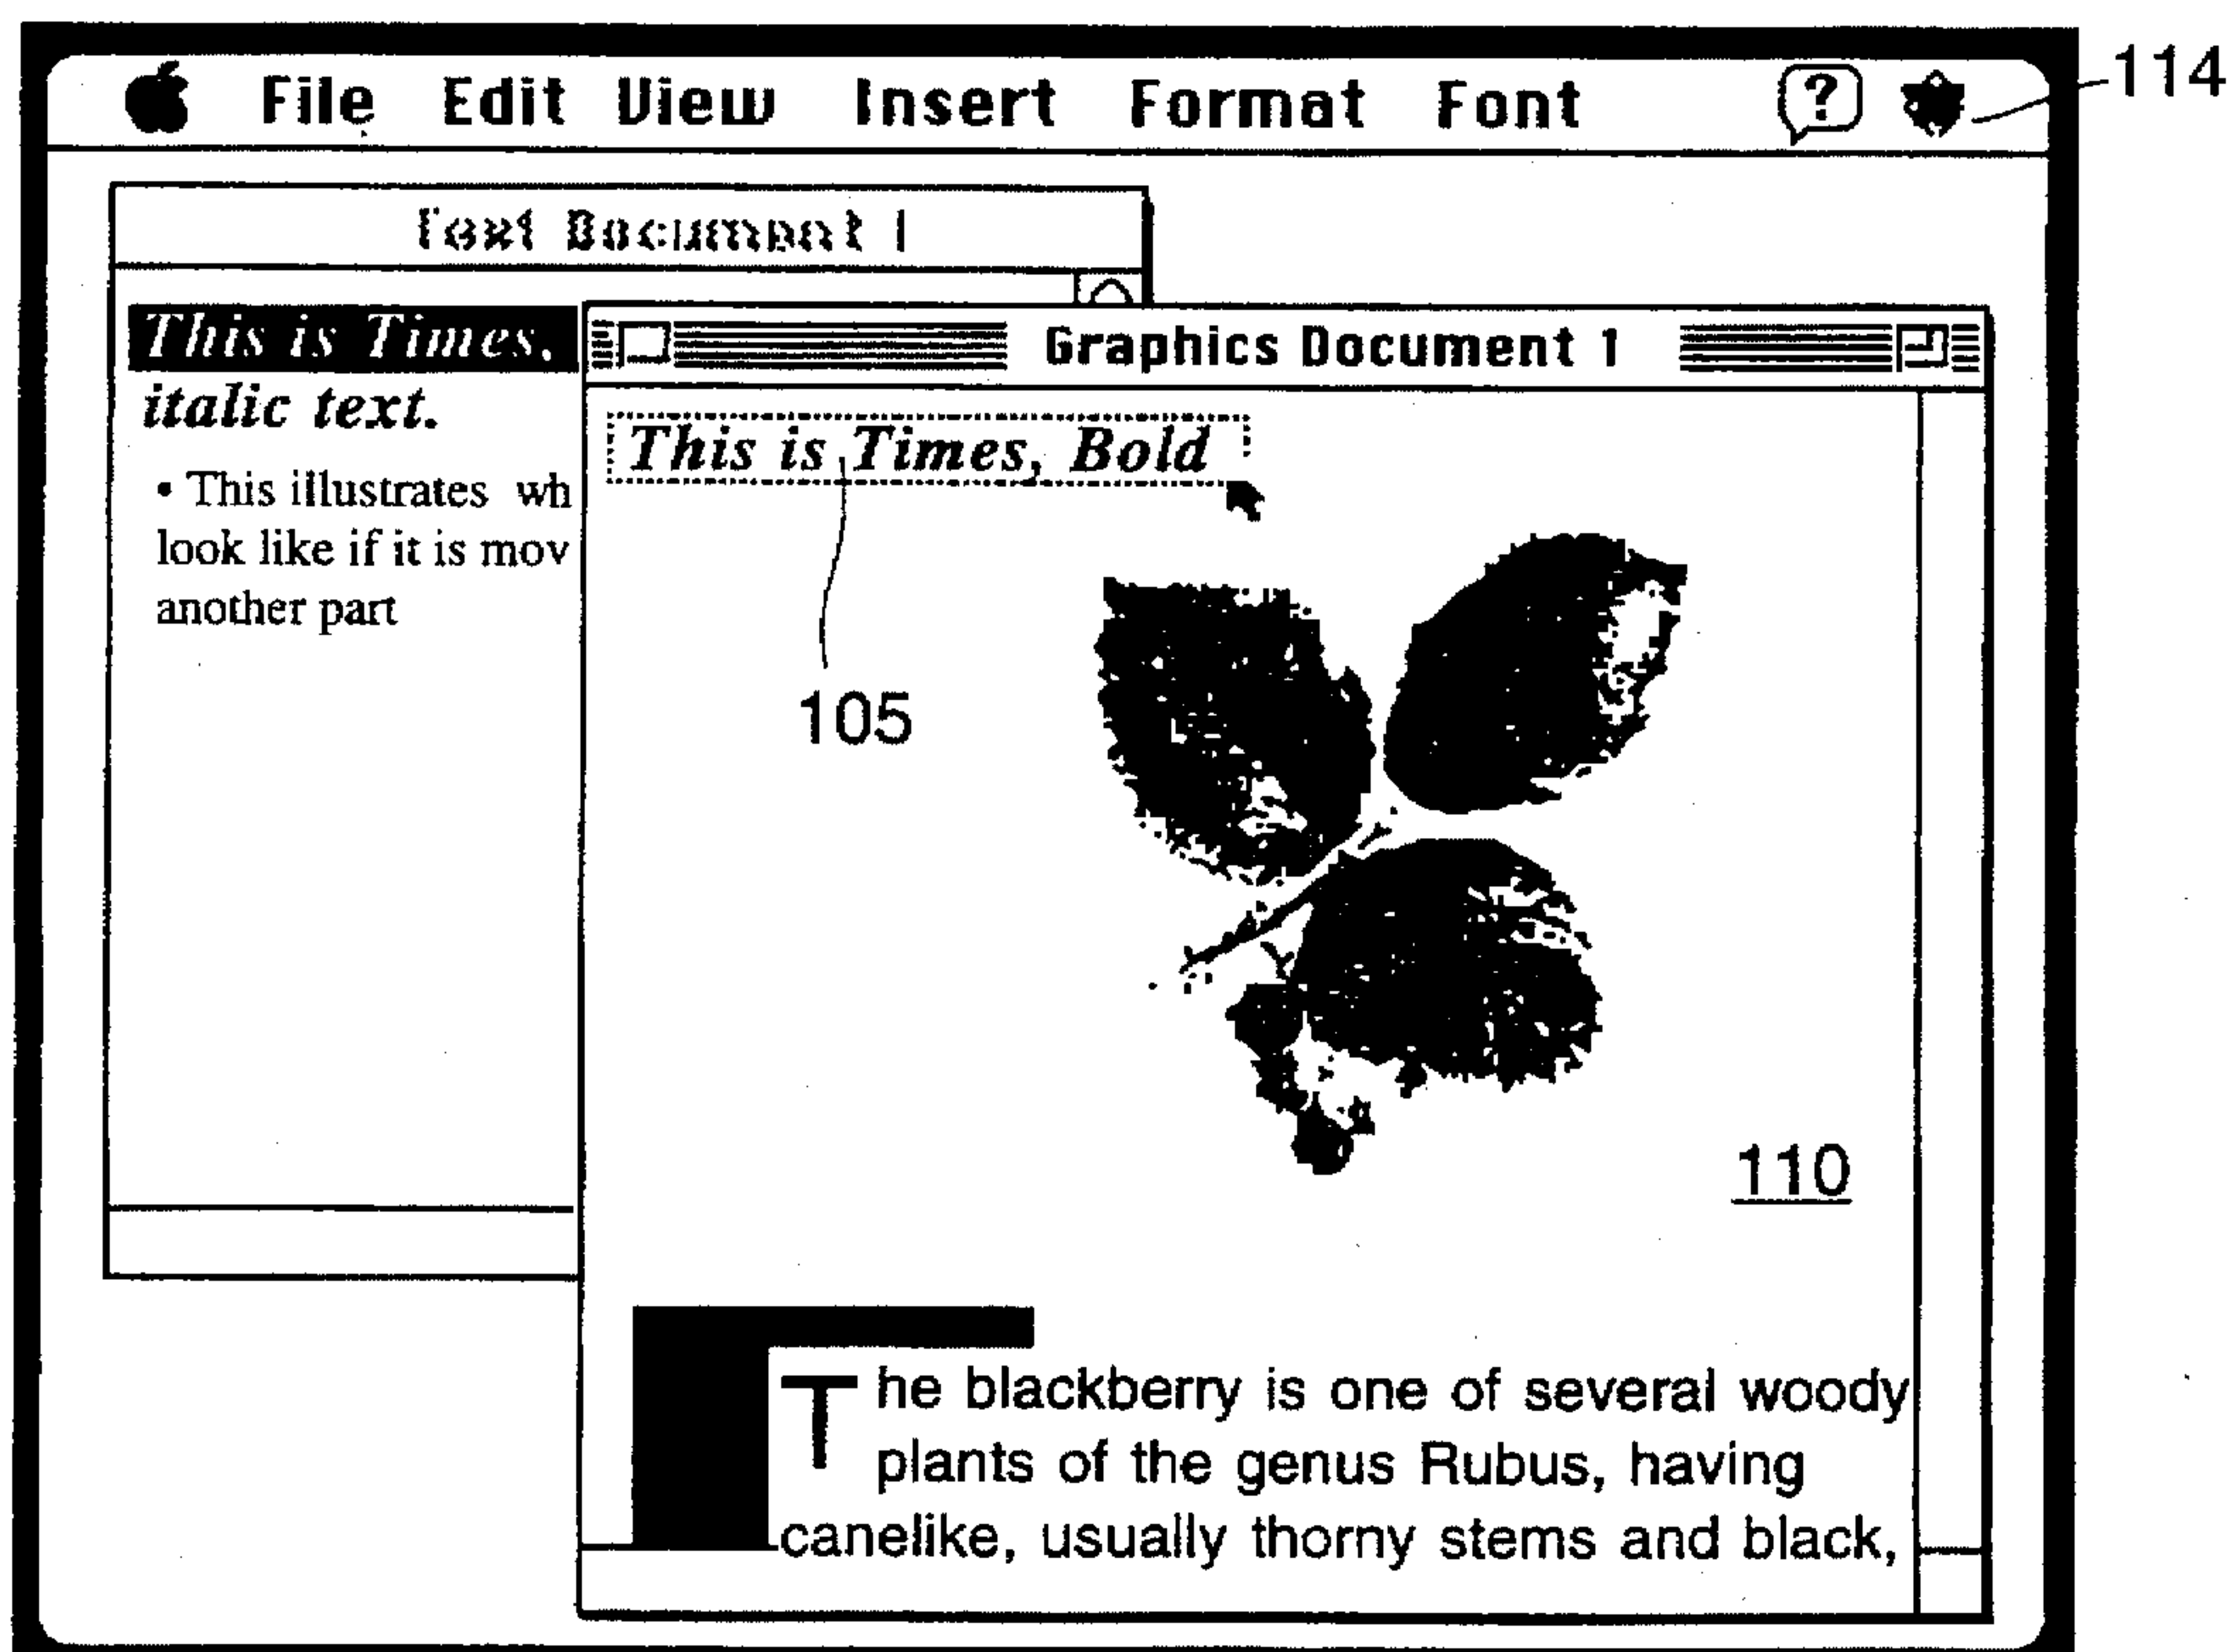 File Edit View Insert Format Font ?
114
Text Document 1
This is Times,
italic text.
• This illustrates wh
look like if it is mov
another part
Graphics Document 1
This is Times, Bold
105
110
The blackberry is one of several woody
plants of the genus Rubus, having
canelike, usually thorny stems and black,